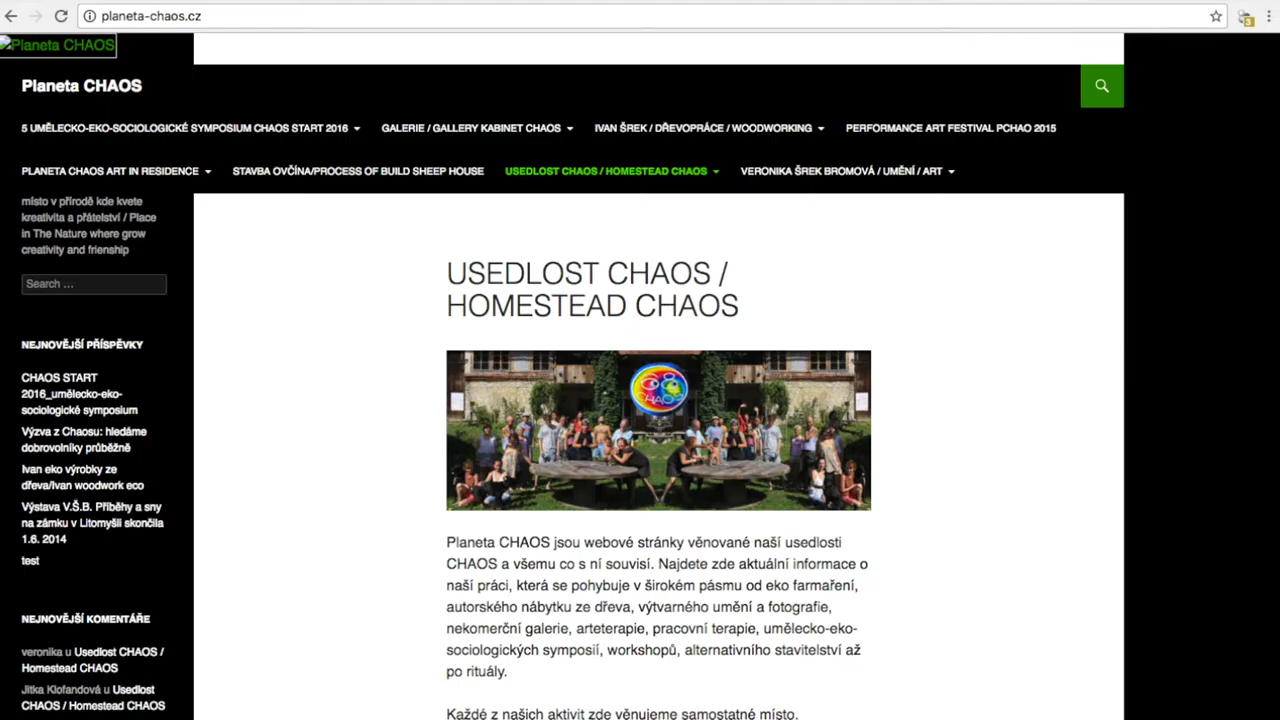 planeta-chaos.cz
Planeta CHAOS
Planeta CHAOS
5 UMĚLECKO-EKO-SOCIOLOGICKÉ SYMPOSIUM CHAOS START 2016
GALERIE / GALLERY KABINET CHAOS
IVAN ŠREK / DŘEVOPRÁCE / WOODWORKING
PERFORMANCE ART FESTIVAL PCHAO 2015
PLANETA CHAOS ART IN RESIDENCE
STAVBA OVČÍNA/PROCESS OF BUILD SHEEP HOUSE
USEDLOST CHAOS / HOMESTEAD CHAOS
VERONIKA ŠREK BROMOVÁ / UMĚNÍ / ART
místo v přírodě kde kvete
kreativita a přátelství / Place
in The Nature where grow
creativity and frienship
Search ...
NEJNOVĚJŠÍ PŘÍSPĚVKY
CHAOS START
2016_umělecko-eko-
sociologické symposium
Výzva z Chaosu: hledáme
dobrovolníky průběžně
Ivan eko výrobky ze
dřeva/Ivan woodwork eco
Výstava V.Š.B. Příběhy a sny
na zámku v Litomyšli skončila
1.6. 2014
test
NEJNOVĚJŠÍ KOMENTÁŘE
veronika u Usedlost CHAOS /
Homestead CHAOS
Jitka Klofandová u Usedlost
CHAOS / Homestead CHAOS
USEDLOST CHAOS /
HOMESTEAD CHAOS
CHAOS
Planeta CHAOS jsou webové stránky věnované naší usedlosti
CHAOS a všemu co s ní souvisí. Najdete zde aktuální informace o
naší práci, která se pohybuje v širokém pásmu od eko farmaření,
autorského nábytku ze dřeva, výtvarného umění a fotografie,
nekomerční galerie, arteterapie, pracovní terapie, umělecko-eko-
sociologických symposií, workshopů, alternativního stavitelství až
po rituály.
Každé z našich aktivit zde věnujeme samostatné místo.
3